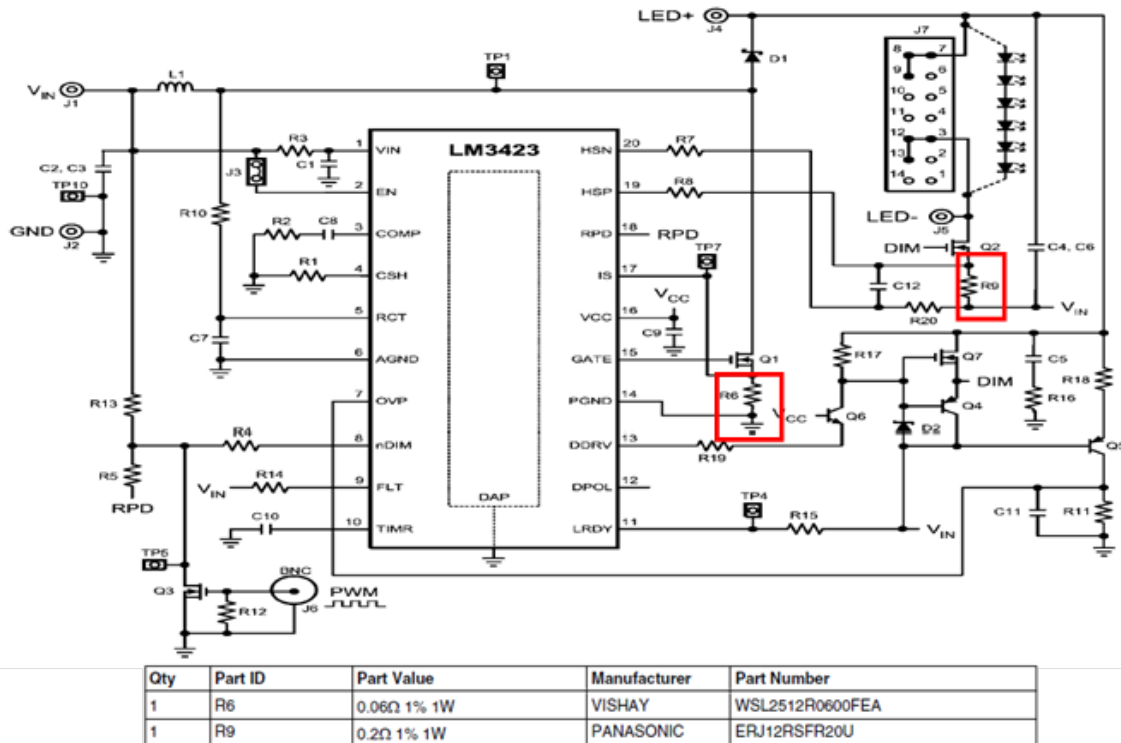 LED+
J4
D1
J7
8 7
9 6
10 5
11 4
12 3
13 2
14 1
TP1
L1
VIN
J1
C2, C3
TP10
GND
J2
R10
J3
R3
C1
R2
C8
R1
C7
LM3423
1 VIN
2 EN
3 COMP
4 CSH
5 RCT
6 AGND
7 OVP
8 nDIM
9 FLT
10 TIMR
HSN 20
HSP 19
RPD 18
IS 17
VCC 16
GATE 15
PGND 14
DDRV 13
DPOL 12
LRDY 11
DAP
R7
R8
RPD
TP7
VCC
C9
Q1
R6
VCC
Q6
R19
R17
LED-
J5
DIM
Q2
R9
C4, C6
C12
R20
VIN
Q7
DIM
Q4
D2
C5
R16
R18
Q5
C11
R11
TP4
R15
VIN
R13
R4
R5
RPD
VIN
R14
C10
TP5
Q3
R12
BNC
J6
PWM
Qty Part ID Part Value Manufacturer Part Number
1 R6 0.06Ω 1% 1W VISHAY WSL2512R0600FEA
1 R9 0.2Ω 1% 1W PANASONIC ERJ12RSFR20U